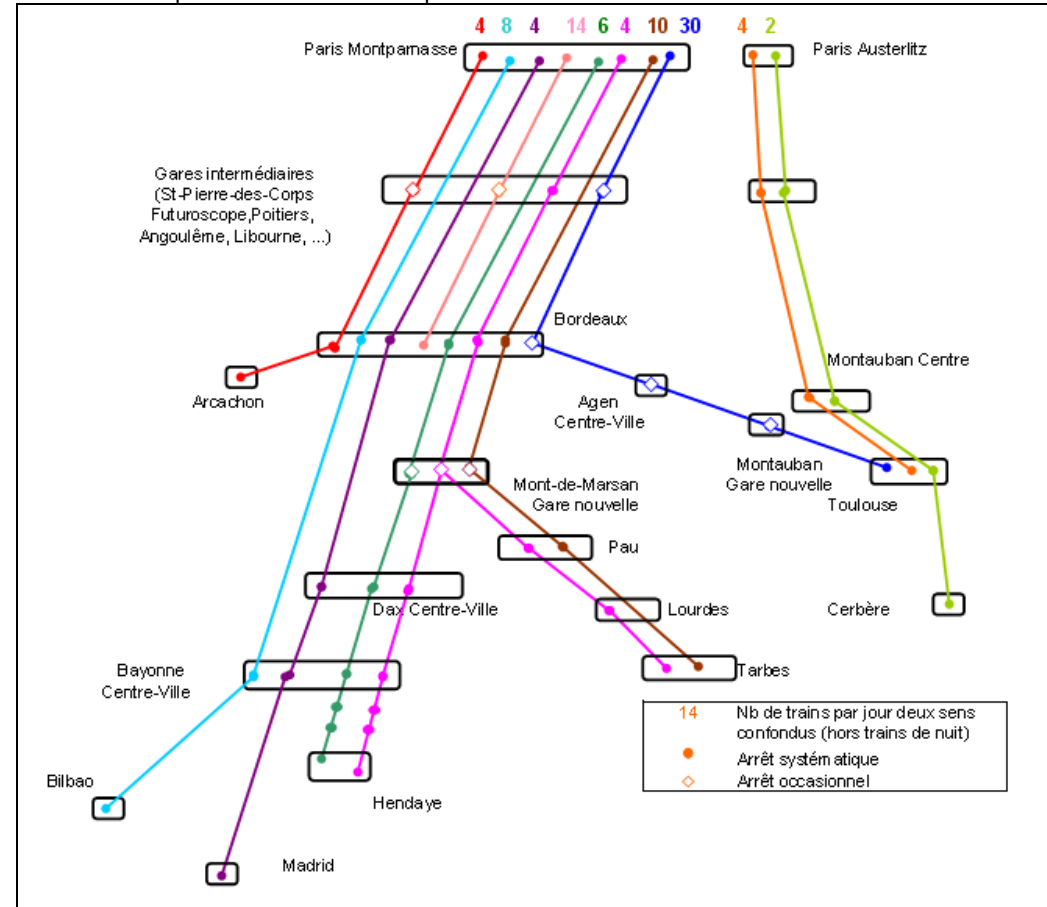 4 8 4 14 6 4 10 30 4 2
Paris Montparnasse
Paris Austerlitz
Gares intermédiaires
(St-Pierre-des-Corps
Futuroscope,Poitiers,
Angoulême, Libourne, ...)
Bordeaux
Montauban Centre
Arcachon
Agen
Centre-Ville
Montauban
Gare nouvelle
Toulouse
Mont-de-Marsan
Gare nouvelle
Pau
Dax Centre-Ville
Lourdes
Cerbère
Bayonne
Centre-Ville
Tarbes
14 Nb de trains par jour deux sens
confondus (hors trains de nuit)
Arrêt systématique
Arrêt occasionnel
Bilbao
Hendaye
Madrid